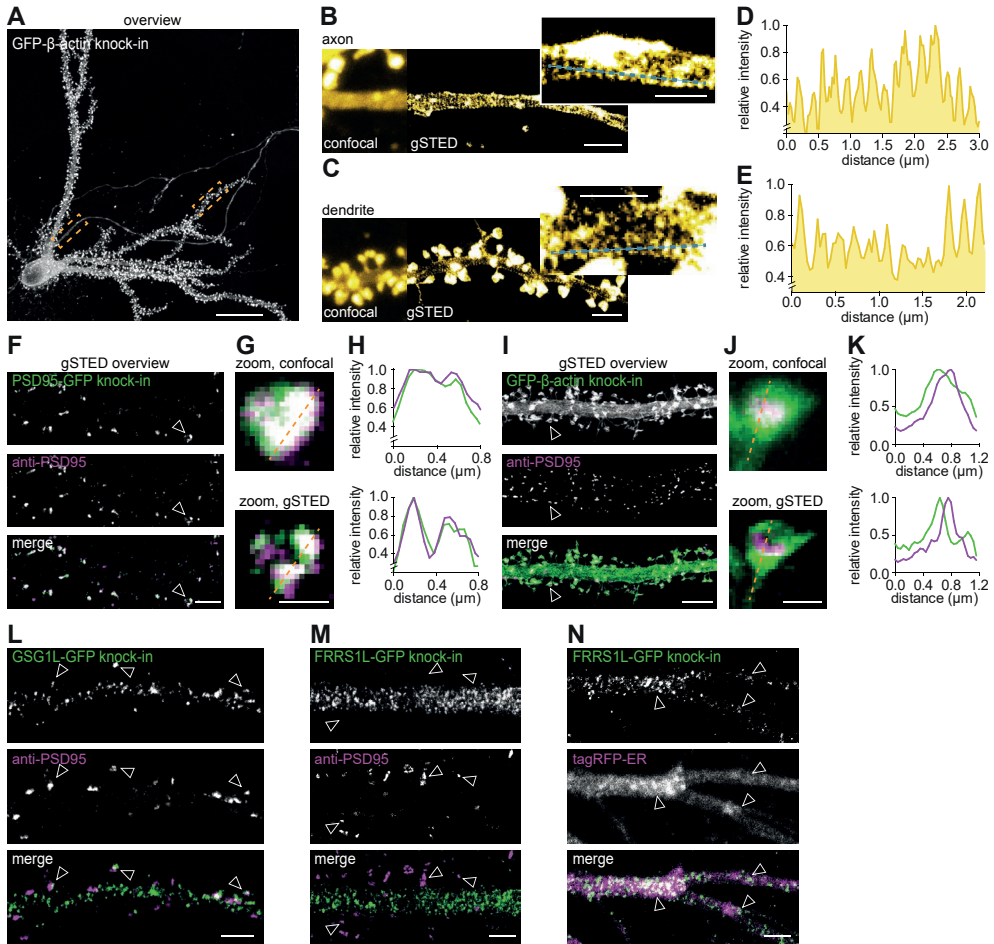 A
overview
GFP-β-actin knock-in
B
axon
confocal
gSTED
C
dendrite
confocal
gSTED
D
relative intensity
1.0
0.8
0.6
0.4
0.0
0.5
1.0
1.5
2.0
2.5
3.0
distance (μm)
E
relative intensity
1.0
0.8
0.6
0.4
0.0
0.5
1.0
1.5
2.0
distance (μm)
F
gSTED overview
PSD95-GFP knock-in
anti-PSD95
merge
G
zoom, confocal
zoom, gSTED
H
relative intensity
1.0
0.8
0.6
0.4
0.0
0.4
0.8
distance (μm)
relative intensity
1.0
0.8
0.6
0.4
0.0
0.4
0.8
distance (μm)
I
gSTED overview
GFP-β-actin knock-in
anti-PSD95
merge
J
zoom, confocal
zoom, gSTED
K
relative intensity
1.0
0.5
0.0
0.0
0.4
0.8
1.2
distance (μm)
relative intensity
1.0
0.5
0.0
0.0
0.4
0.8
1.2
distance (μm)
L
GSG1L-GFP knock-in
anti-PSD95
merge
M
FRRS1L-GFP knock-in
anti-PSD95
merge
N
FRRS1L-GFP knock-in
tagRFP-ER
merge